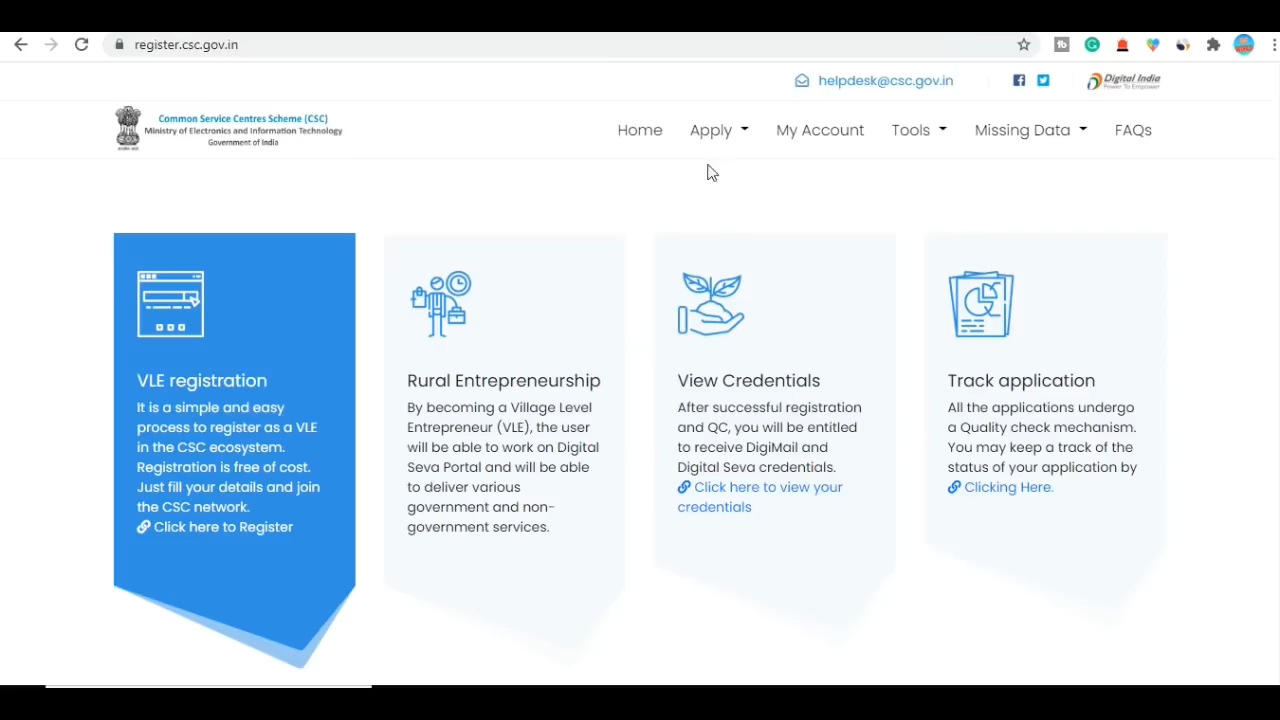 register.csc.gov.in
helpdesk@csc.gov.in
Digital India
Power To Empower
Common Service Centres Scheme (CSC)
Ministry of Electronics and Information Technology
Government of India
Home Apply My Account Tools Missing Data FAQs
VLE registration
It is a simple and easy
process to register as a VLE
in the CSC ecosystem.
Registration is free of cost.
Just fill your details and join
the CSC network.
Click here to Register
Rural Entrepreneurship
By becoming a Village Level
Entrepreneur (VLE), the user
will be able to work on Digital
Seva Portal and will be able
to deliver various
government and non-
government services.
View Credentials
After successful registration
and QC, you will be entitled
to receive DigiMail and
Digital Seva credentials.
Click here to view your
credentials
Track application
All the applications undergo
a Quality check mechanism.
You may keep a track of the
status of your application by
Clicking Here.